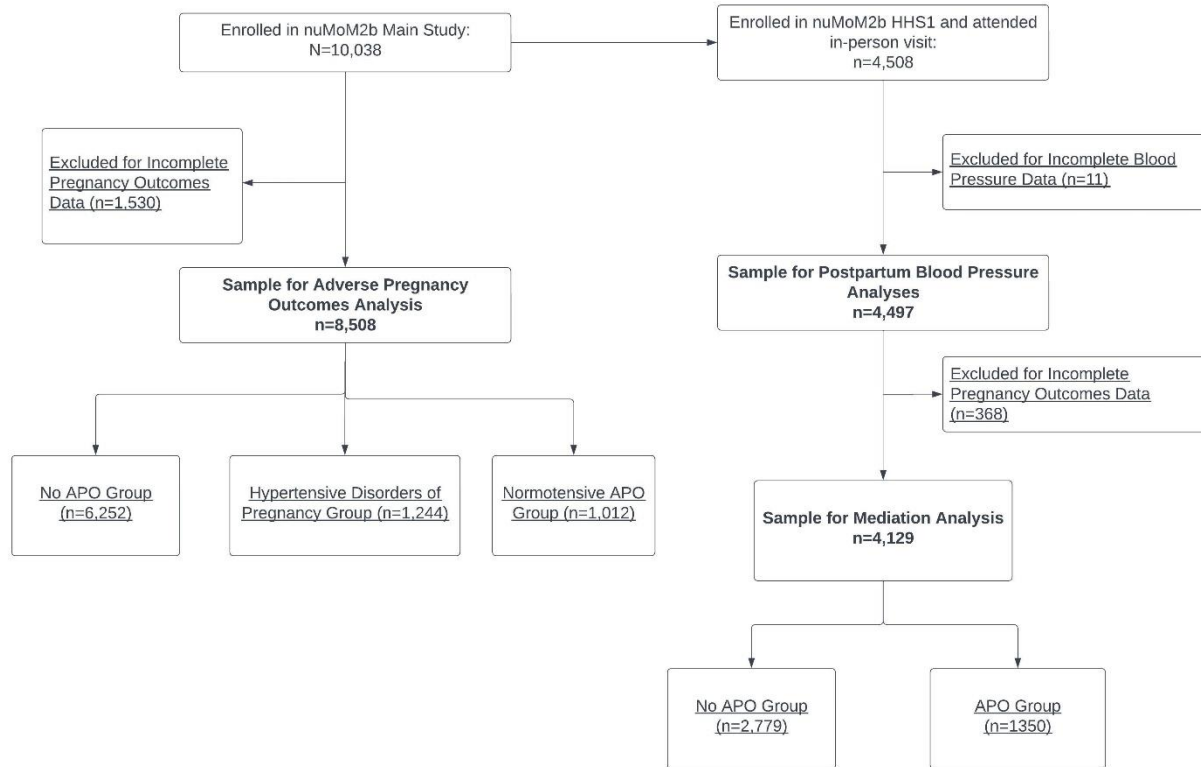 Enrolled in nuMoM2b Main Study:
N=10,038
Enrolled in nuMoM2b HHS1 and attended
in-person visit:
n=4,508
Excluded for Incomplete
Pregnancy Outcomes
Data (n=1,530)
Excluded for Incomplete Blood
Pressure Data (n=11)
Sample for Adverse Pregnancy
Outcomes Analysis
n=8,508
Sample for Postpartum Blood Pressure
Analyses
n=4,497
Excluded for Incomplete
Pregnancy Outcomes Data
(n=368)
No APO Group
(n=6,252)
Hypertensive Disorders of
Pregnancy Group (n=1,244)
Normotensive APO
Group (n=1,012)
Sample for Mediation Analysis
n=4,129
No APO Group
(n=2,779)
APO Group
(n=1350)